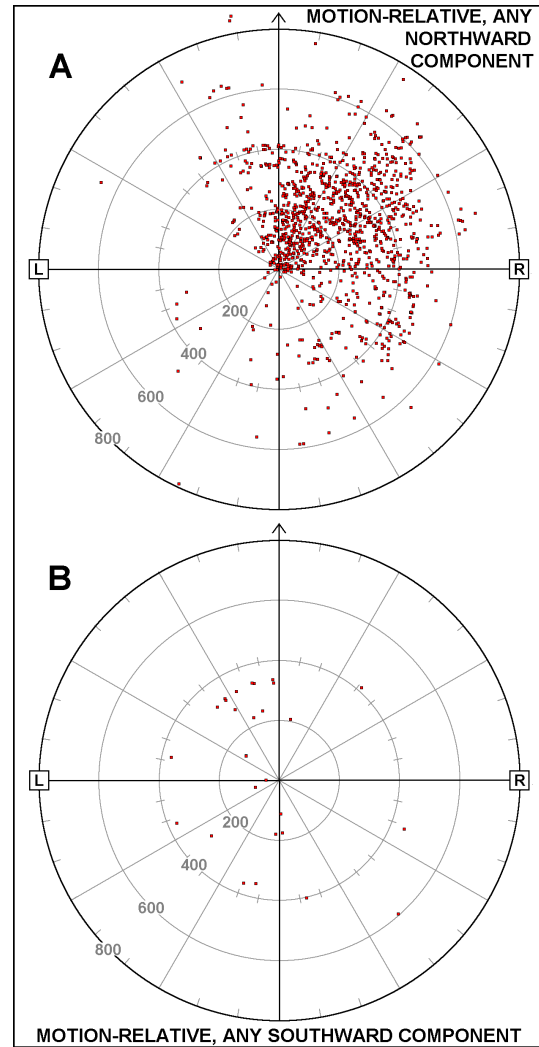 MOTION-RELATIVE, ANY
NORTHWARD
COMPONENT
A
L
R
200
400
600
800
B
L
R
200
400
600
800
MOTION-RELATIVE, ANY SOUTHWARD COMPONENT